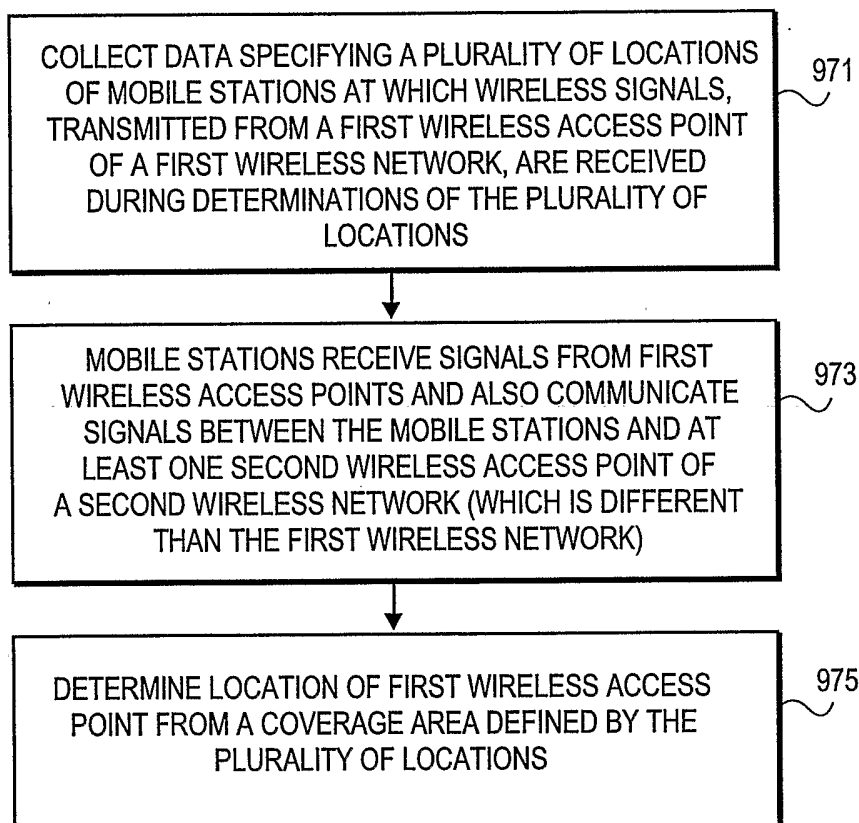 COLLECT DATA SPECIFYING A PLURALITY OF LOCATIONS
OF MOBILE STATIONS AT WHICH WIRELESS SIGNALS,
TRANSMITTED FROM A FIRST WIRELESS ACCESS POINT
OF A FIRST WIRELESS NETWORK, ARE RECEIVED
DURING DETERMINATIONS OF THE PLURALITY OF
LOCATIONS
971
MOBILE STATIONS RECEIVE SIGNALS FROM FIRST
WIRELESS ACCESS POINTS AND ALSO COMMUNICATE
SIGNALS BETWEEN THE MOBILE STATIONS AND AT
LEAST ONE SECOND WIRELESS ACCESS POINT OF
A SECOND WIRELESS NETWORK (WHICH IS DIFFERENT
THAN THE FIRST WIRELESS NETWORK)
973
DETERMINE LOCATION OF FIRST WIRELESS ACCESS
POINT FROM A COVERAGE AREA DEFINED BY THE
PLURALITY OF LOCATIONS
975